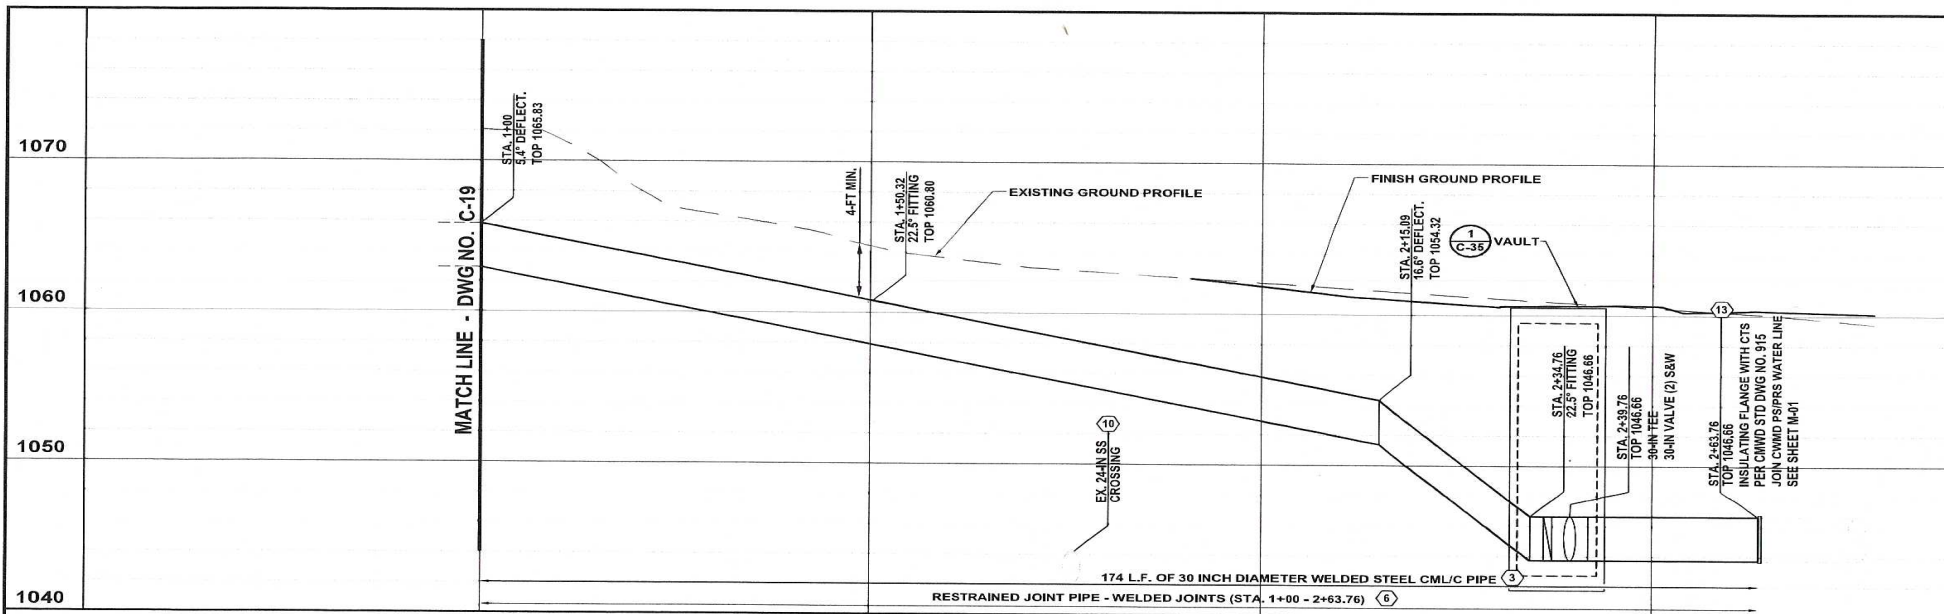 1070
1060
1050
1040
MATCH LINE - DWG NO. C-19
STA. 1+00
5.4° DEFLECT.
TOP 1065.83
4-FT MIN.
STA. 1+50.32
22.5° FITTING
TOP 1060.80
EXISTING GROUND PROFILE
FINISH GROUND PROFILE
STA. 2+15.09
16.6° DEFLECT.
TOP 1054.32
1
C-35
VAULT
10
EX. 24-IN SS
CROSSING
STA. 2+34.76
22.5° FITTING
TOP 1046.66
STA. 2+39.76
TOP 1046.66
30-IN TEE
30-IN VALVE (2) S&W
13
STA. 2+63.76
TOP 1046.66
INSULATING FLANGE WITH CTS
PER CMWD STD DWG NO. 915
JOIN CWMD PS/PRS WATER LINE
SEE SHEET M-01
174 L.F. OF 30 INCH DIAMETER WELDED STEEL CML/C PIPE 3
RESTRAINED JOINT PIPE - WELDED JOINTS (STA. 1+00 - 2+63.76) 6